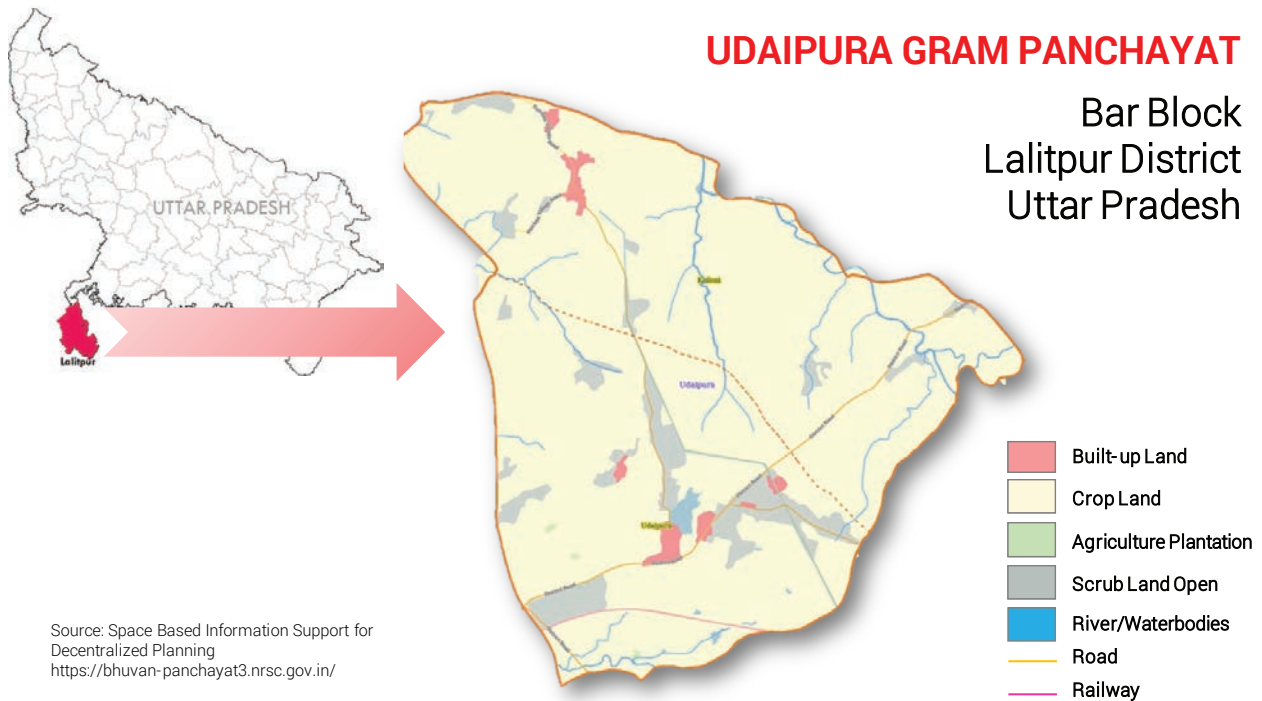 UDAIPURA GRAM PANCHAYAT
Bar Block
Lalitpur District
Uttar Pradesh
UTTAR PRADESH
Lalitpur
Udaipura
Udaipura
Built-up Land
Crop Land
Agriculture Plantation
Scrub Land Open
River/Waterbodies
Road
Railway
Source: Space Based Information Support for
Decentralized Planning
https://bhuvan-panchayat3.nrsc.gov.in/